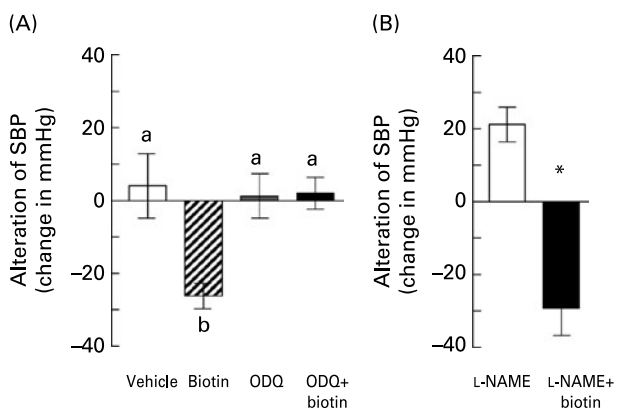 (A)
Alteration of SBP
(change in mmHg)
40
20
0
−20
−40
a
b
a
a
Vehicle
Biotin
ODQ
ODQ+
biotin
(B)
Alteration of SBP
(change in mmHg)
40
20
0
−20
−40
*
L-NAME
L-NAME+
biotin